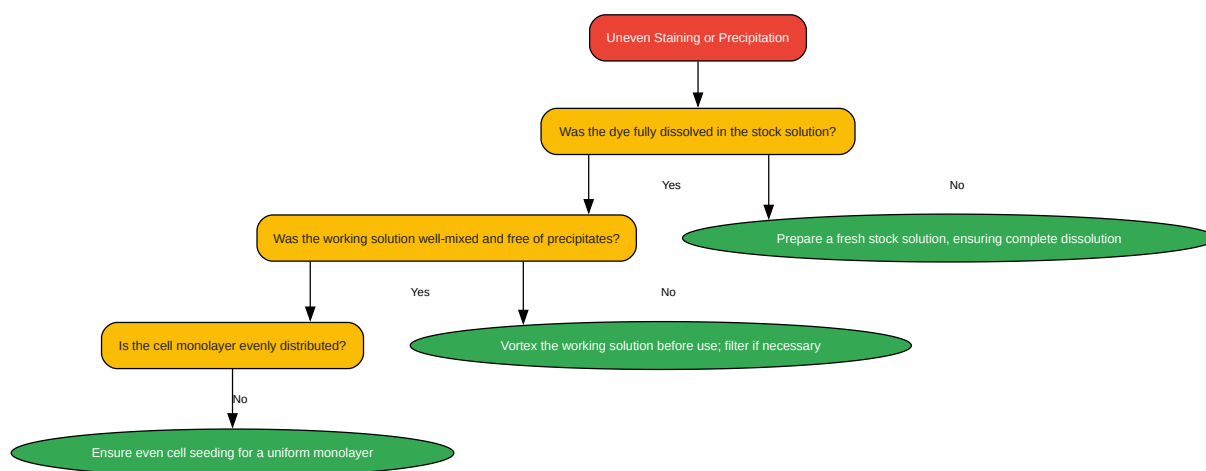 Uneven Staining or Precipitation
Was the dye fully dissolved in the stock solution?
Yes
No
Was the working solution well-mixed and free of precipitates?
Prepare a fresh stock solution, ensuring complete dissolution
Yes
No
Is the cell monolayer evenly distributed?
Vortex the working solution before use; filter if necessary
No
Ensure even cell seeding for a uniform monolayer